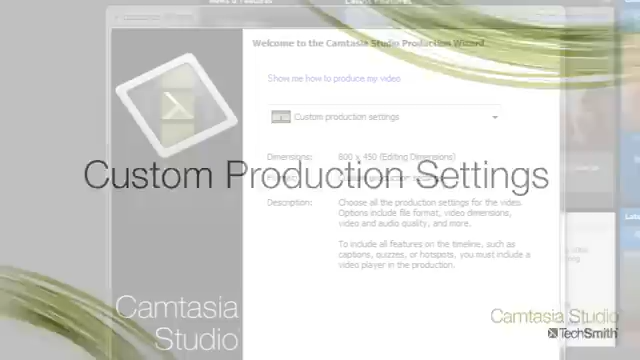 Latest Features
Welcome to the Camtasia Studio Production Wizard
Show me how to produce my video
Custom production settings
Custom Production Settings
Dimensions: 800 x 450 (Editing Dimensions)
Description: Choose all the production settings for the video.
Options include file format, video dimensions,
video and audio quality, and more.
To include all features on the timeline, such as
captions, quizzes, or hotspots, you must include a
video player in the production.
Camtasia
Studio
Camtasia Studio
TechSmith